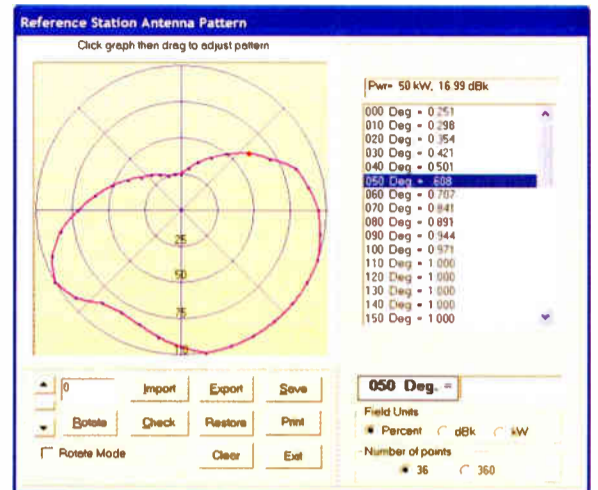 Reference Station Antenna Pattern
Click graph then drag to adjust pattern
25
50
75
100
Pwr= 50 kW, 16.99 dBk
000 Deg = 0.251
010 Deg = 0.298
020 Deg = 0.354
030 Deg = 0.421
040 Deg = 0.501
050 Deg = .608
060 Deg = 0.707
070 Deg = 0.841
080 Deg = 0.891
090 Deg = 0.944
100 Deg = 0.971
110 Deg = 1.000
120 Deg = 1.000
130 Deg = 1.000
140 Deg = 1.000
150 Deg = 1.000
0
Import
Export
Save
Rotate
Check
Restore
Print
Rotate Mode
Clear
Exit
050 Deg. =
Field Units
Percent
dBk
kW
Number of points
36
360